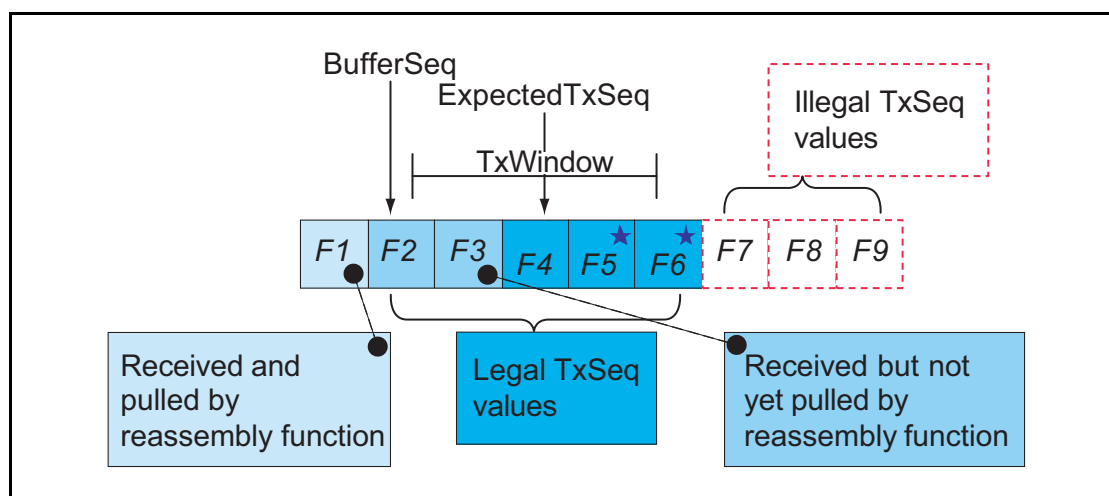 BufferSeq
ExpectedTxSeq
TxWindow
Illegal TxSeq
values
F1 F2 F3 F4 F5 F6 F7 F8 F9
Received and
pulled by
reassembly function
Legal TxSeq
values
Received but not
yet pulled by
reassembly function